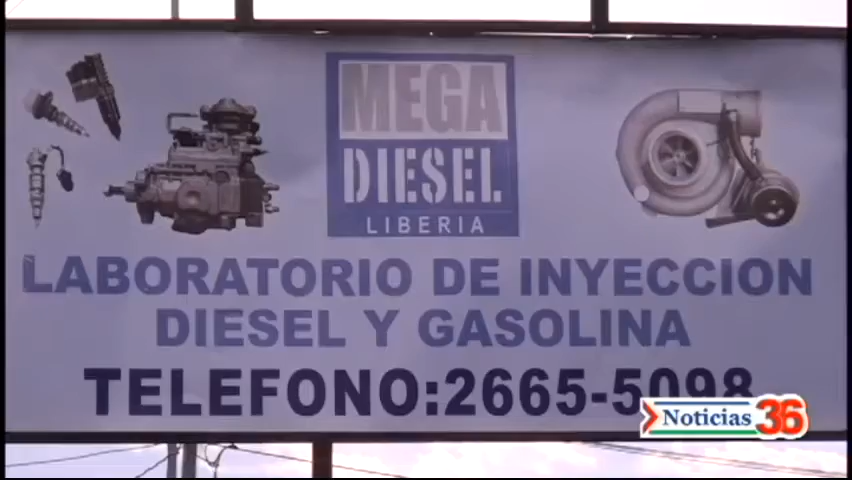 MEGA
DIESEL
LIBERIA
LABORATORIO DE INYECCION
DIESEL Y GASOLINA
TELEFONO:2665-5098
Noticias 36